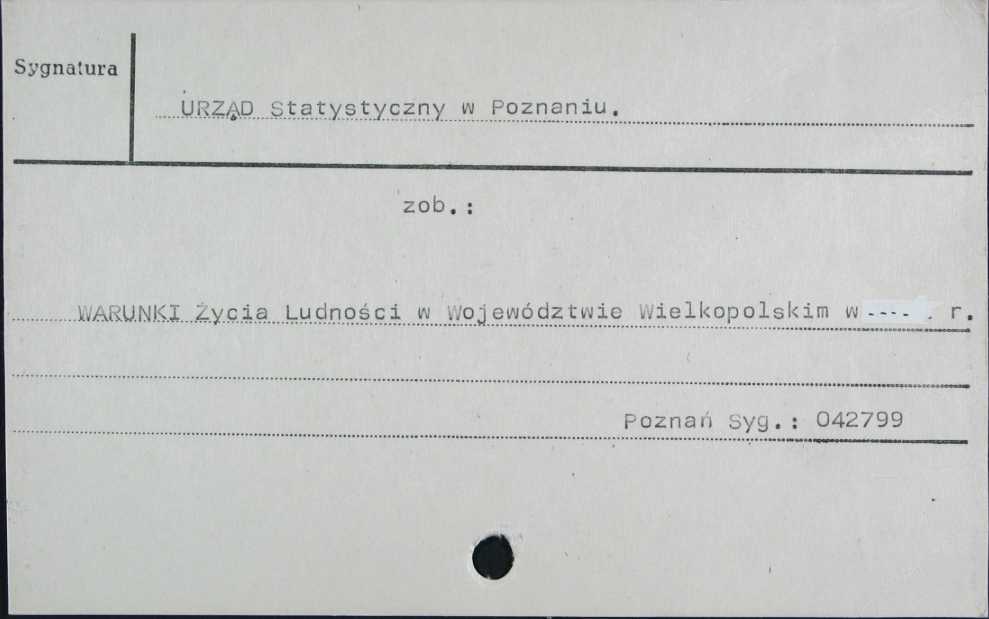 Sygnatura
URZĄD Statystyczny w Poznaniu.
zob.:
WARUNKI Życia Ludności w Województwie Wielkopolskim w ---- r.
Poznań Syg.: 042799